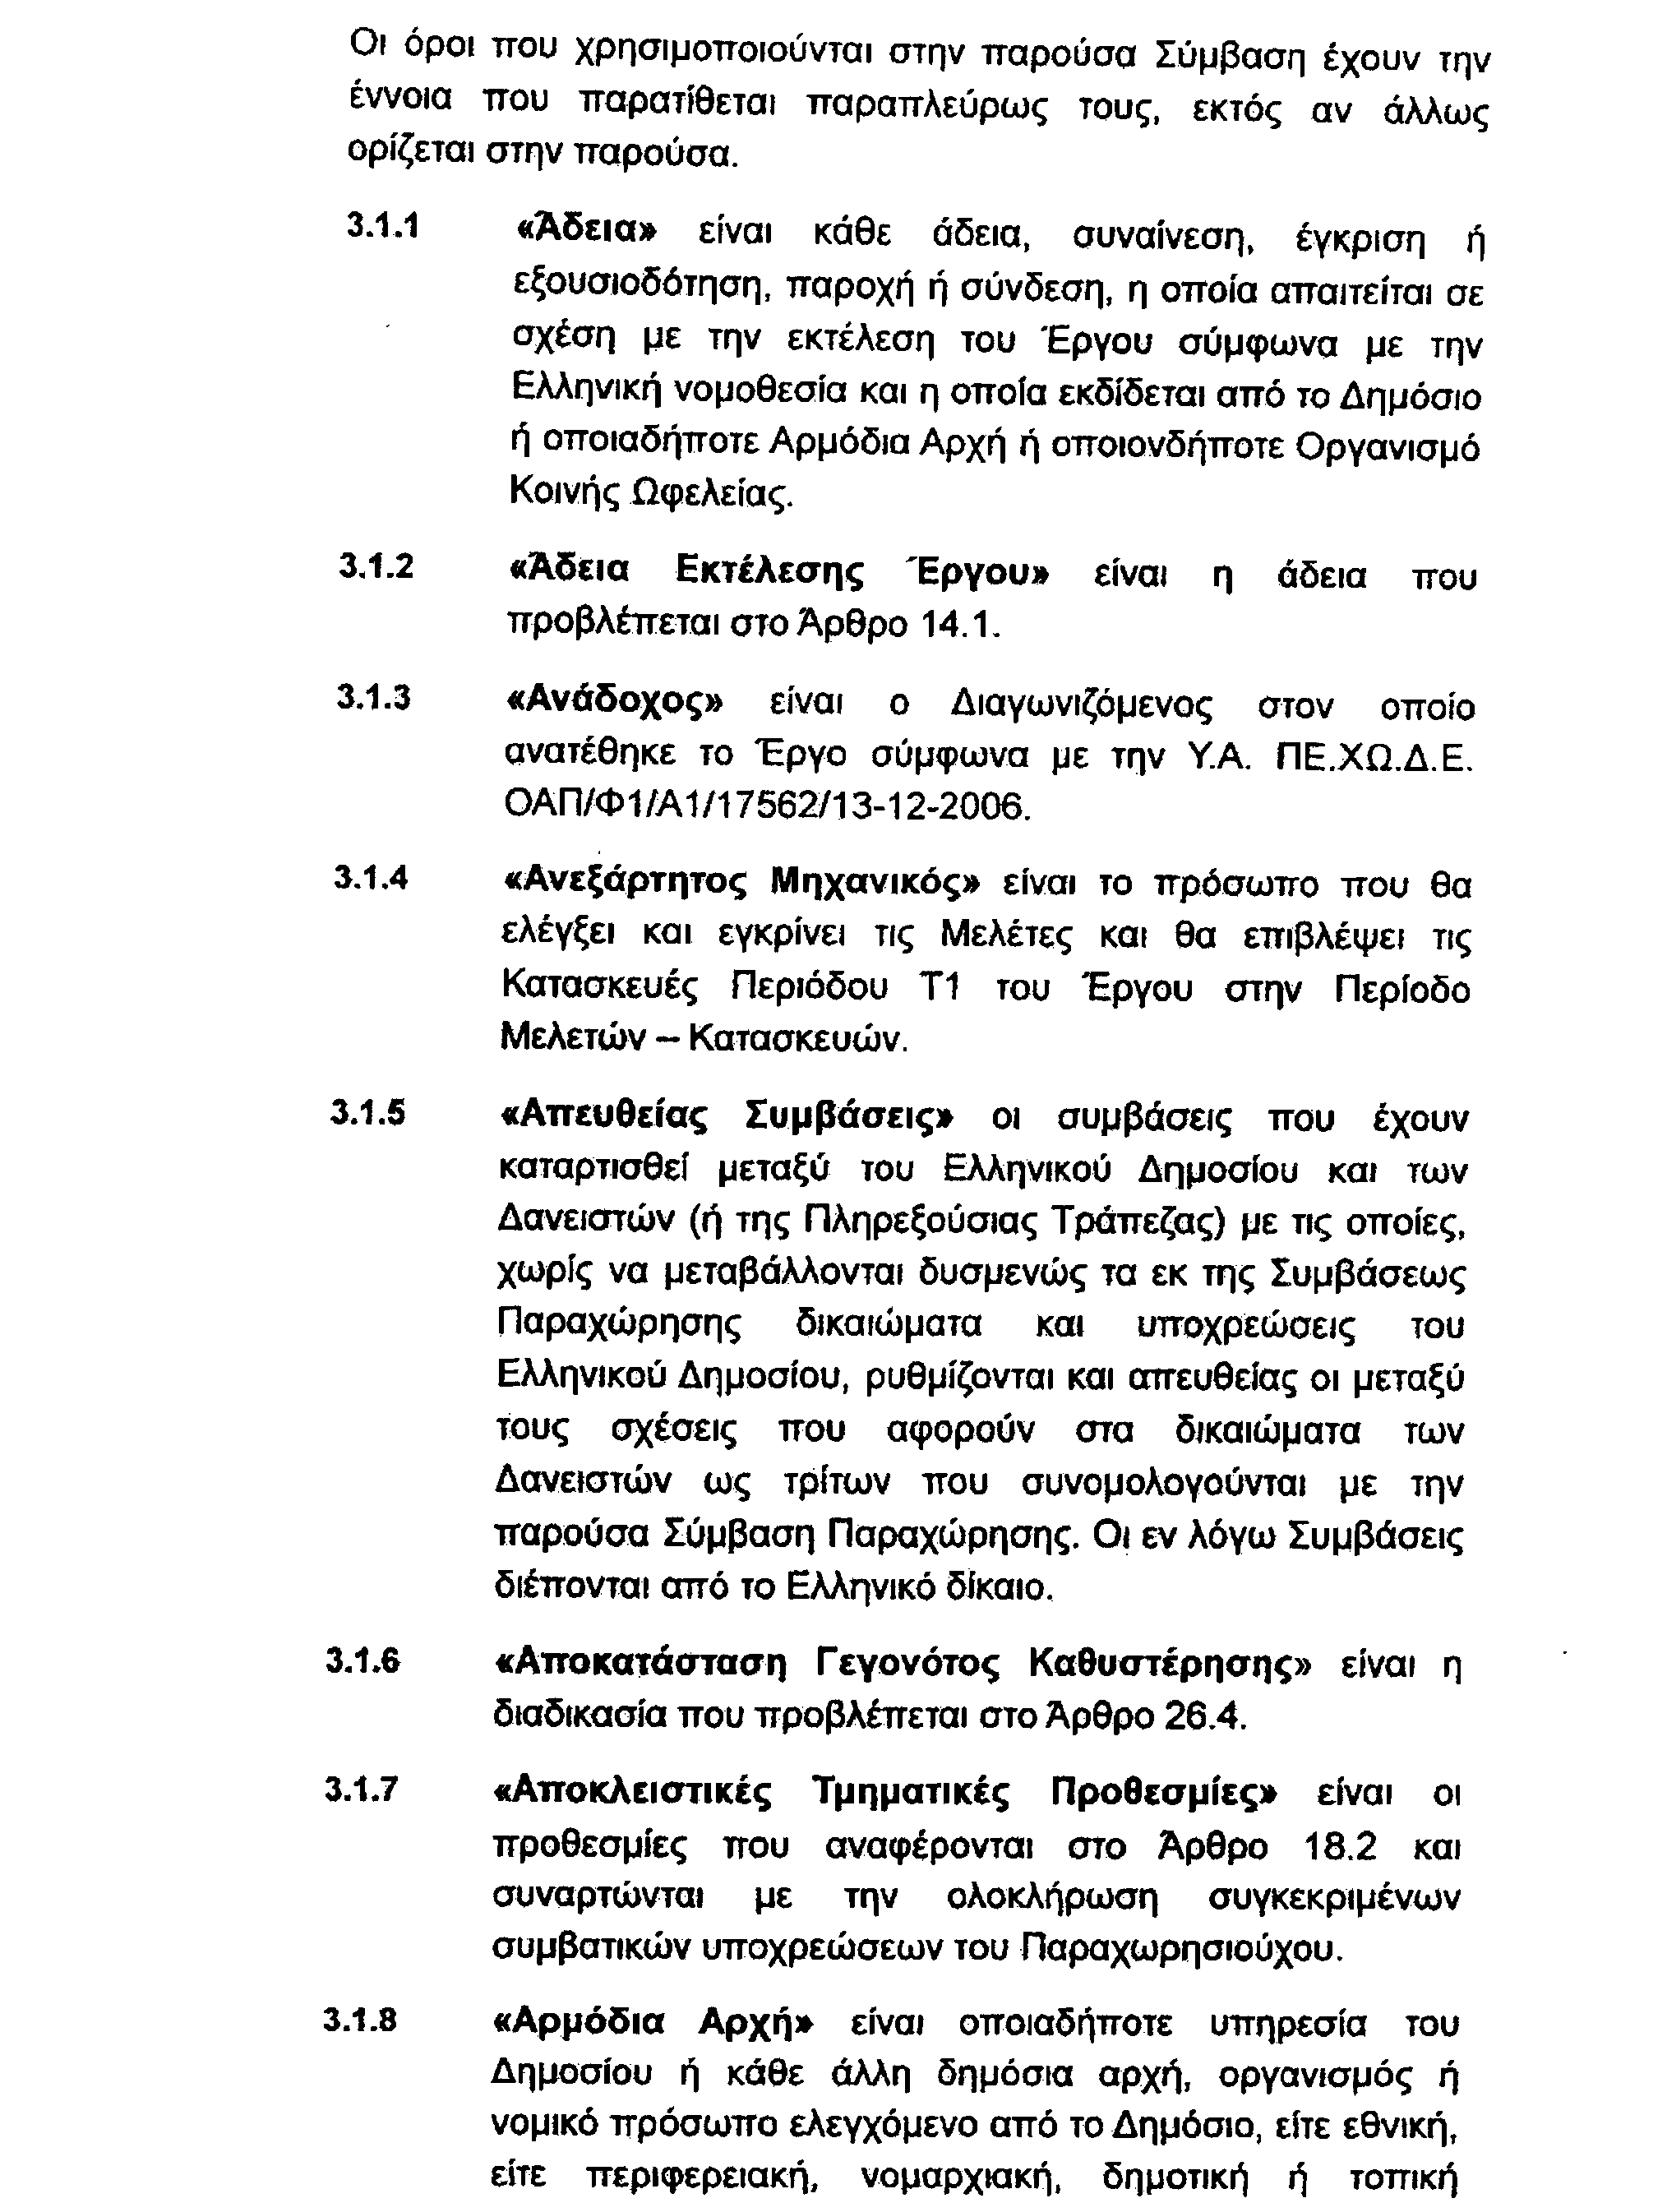 Οι όροι που χρησιμοποιούνται στην παρούσα Σύμβαση έχουν την
έννοια που παρατίθεται παραπλεύρως τους, εκτός αν άλλως
ορίζεται στην παρούσα.
3.1.1 «Άδεια» είναι κάθε άδεια, συναίνεση, έγκριση ή
εξουσιοδότηση, παροχή ή σύνδεση, η οποία απαιτείται σε
σχέση με την εκτέλεση του Έργου σύμφωνα με την
Ελληνική νομοθεσία και η οποία εκδίδεται από το Δημόσιο
ή οποιαδήποτε Αρμόδια Αρχή ή οποιονδήποτε Οργανισμό
Κοινής Ωφελείας.
3.1.2 «Άδεια Εκτέλεσης Έργου» είναι η άδεια που
προβλέπεται στο Άρθρο 14.1.
3.1.3 «Ανάδοχος» είναι ο Διαγωνιζόμενος στον οποίο
ανατέθηκε το Έργο σύμφωνα με την Υ.Α. ΠΕ.ΧΩ.Δ.Ε.
ΟΑΠ/Φ1/Α1/17562/13-12-2006.
3.1.4 «Ανεξάρτητος Μηχανικός» είναι το πρόσωπο που θα
ελέγξει και εγκρίνει τις Μελέτες και θα επιβλέψει τις
Κατασκευές Περιόδου Τ1 του Έργου στην Περίοδο
Μελετών – Κατασκευών.
3.1.5 «Απευθείας Συμβάσεις» οι συμβάσεις που έχουν
καταρτισθεί μεταξύ του Ελληνικού Δημοσίου και των
Δανειστών (ή της Πληρεξούσιας Τράπεζας) με τις οποίες,
χωρίς να μεταβάλλονται δυσμενώς τα εκ της Συμβάσεως
Παραχώρησης δικαιώματα και υποχρεώσεις του
Ελληνικού Δημοσίου, ρυθμίζονται και απευθείας οι μεταξύ
τους σχέσεις που αφορούν στα δικαιώματα των
Δανειστών ως τρίτων που συνομολογούνται με την
παρούσα Σύμβαση Παραχώρησης. Οι εν λόγω Συμβάσεις
διέπονται από το Ελληνικό δίκαιο.
3.1.6 «Αποκατάσταση Γεγονότος Καθυστέρησης» είναι η
διαδικασία που προβλέπεται στο Άρθρο 26.4.
3.1.7 «Αποκλειστικές Τμηματικές Προθεσμίες» είναι οι
προθεσμίες που αναφέρονται στο Άρθρο 18.2 και
συναρτώνται με την ολοκλήρωση συγκεκριμένων
συμβατικών υποχρεώσεων του Παραχωρησιούχου.
3.1.8 «Αρμόδια Αρχή» είναι οποιαδήποτε υπηρεσία του
Δημοσίου ή κάθε άλλη δημόσια αρχή, οργανισμός ή
νομικό πρόσωπο ελεγχόμενο από το Δημόσιο, είτε εθνική,
είτε περιφερειακή, νομαρχιακή, δημοτική ή τοπική